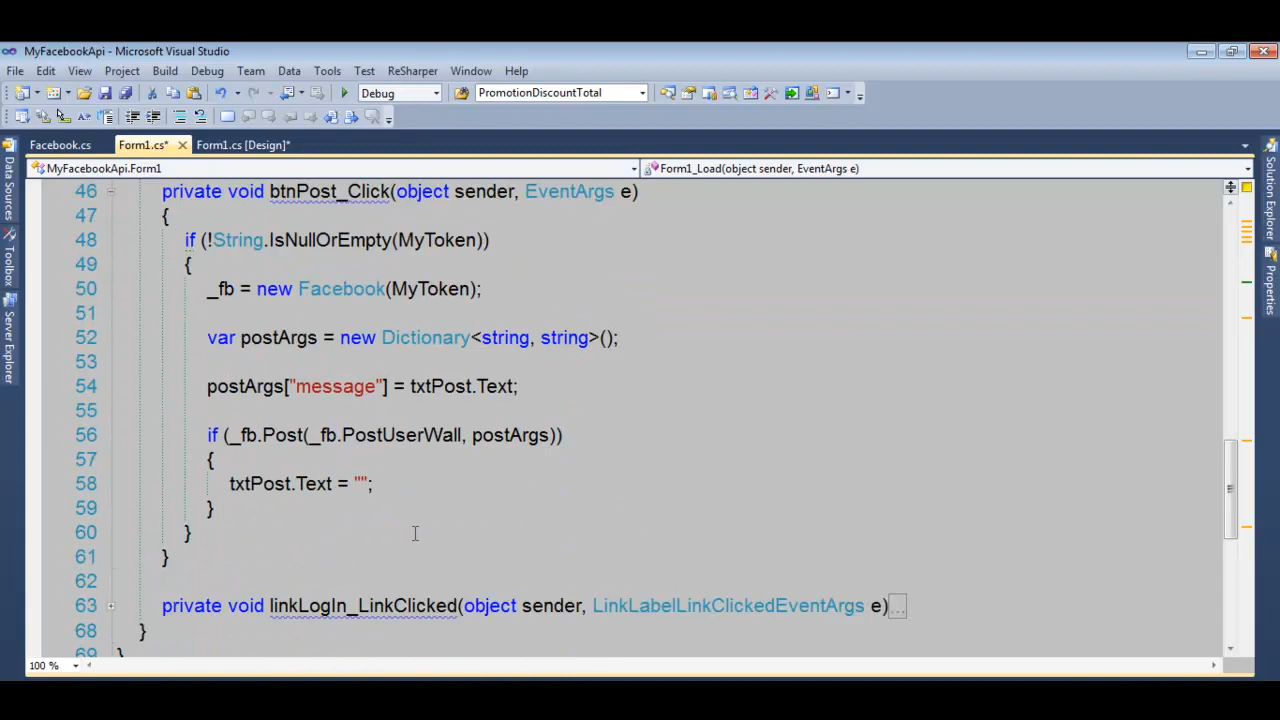 MyFacebookApi - Microsoft Visual Studio
File Edit View Project Build Debug Team Data Tools Test ReSharper Window Help
Debug PromotionDiscountTotal
Facebook.cs Form1.cs* Form1.cs [Design]*
MyFacebookApi.Form1 Form1_Load(object sender, EventArgs e)
46 private void btnPost_Click(object sender, EventArgs e)
47 {
48 if (!String.IsNullOrEmpty(MyToken))
49 {
50 _fb = new Facebook(MyToken);
51
52 var postArgs = new Dictionary<string, string>();
53
54 postArgs["message"] = txtPost.Text;
55
56 if (_fb.Post(_fb.PostUserWall, postArgs))
57 {
58 txtPost.Text = "";
59 }
60 }
61 }
62
63 private void linkLogIn_LinkClicked(object sender, LinkLabelLinkClickedEventArgs e)...
68 }
69 }
100 %
Data Sources
Toolbox
Server Explorer
Solution Explorer
Properties